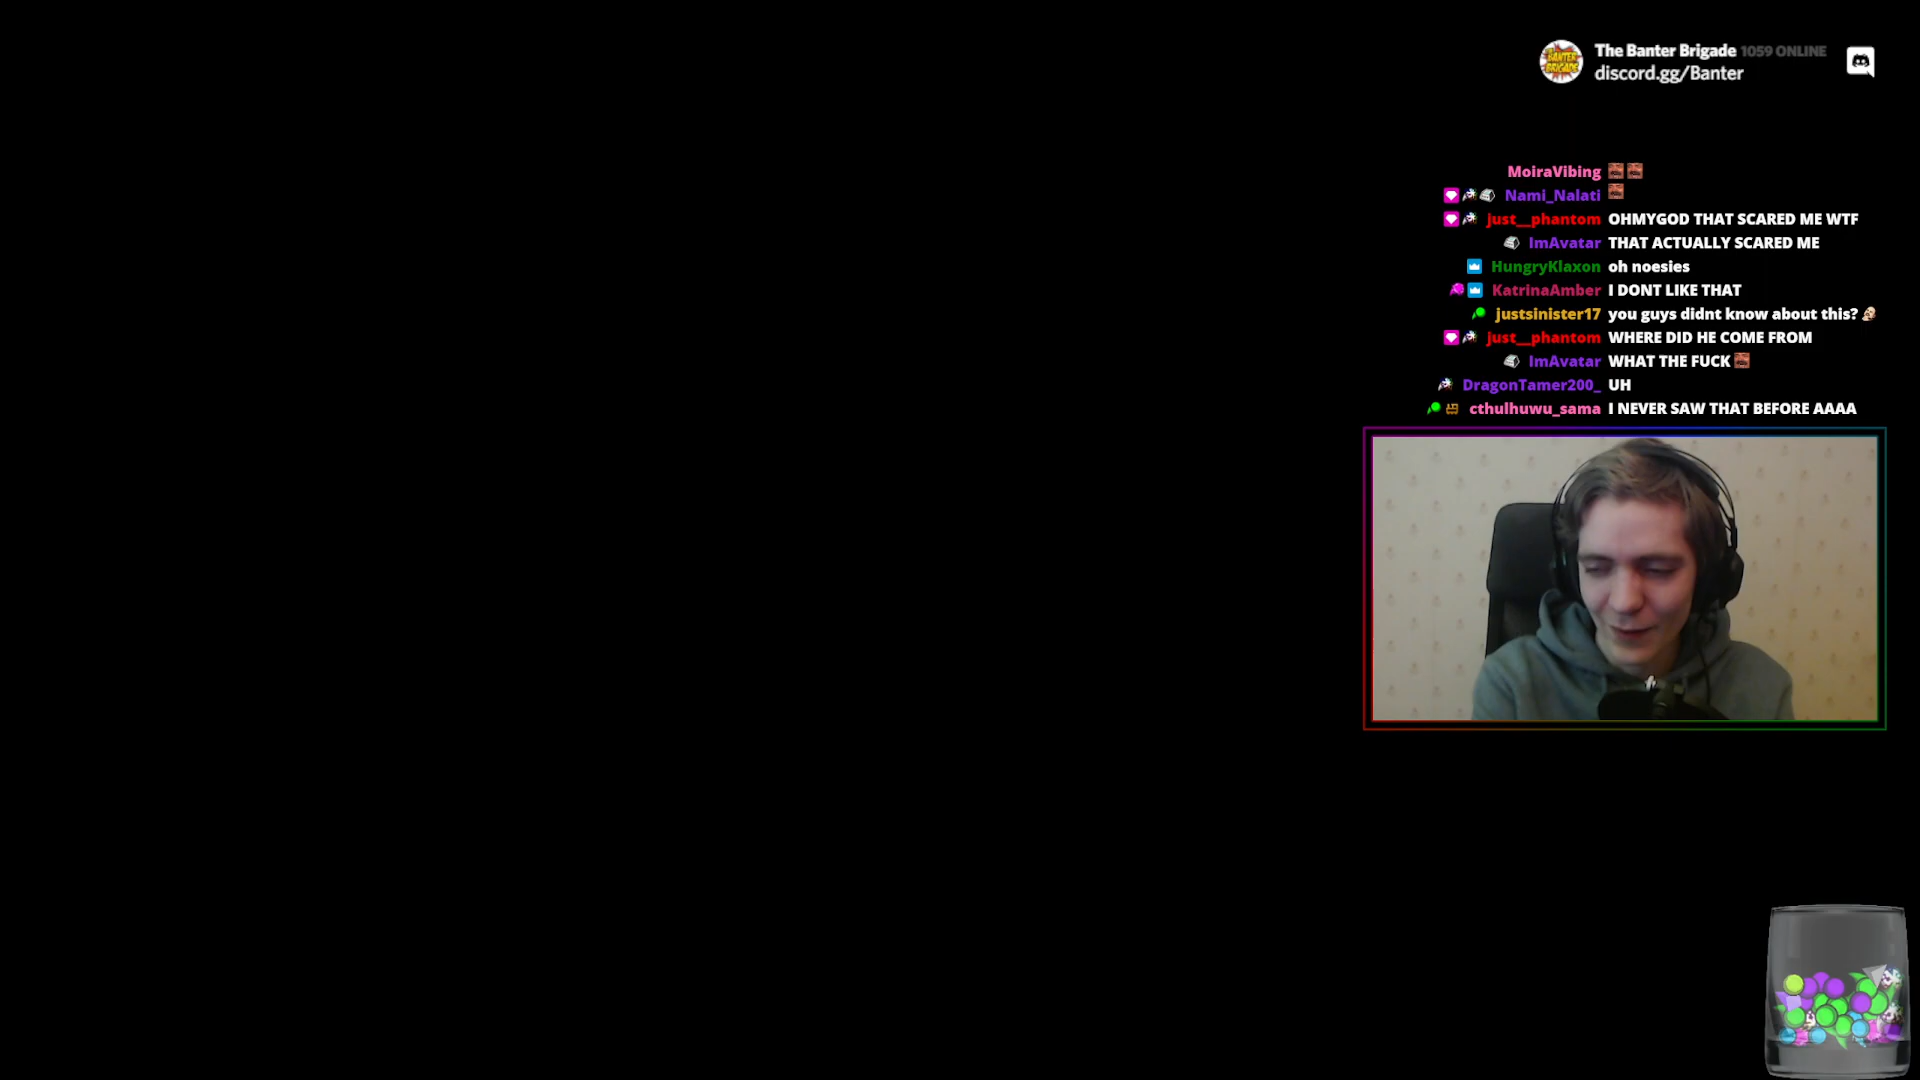 The Banter Brigade 1059 ONLINE
discord.gg/Banter
MoiraVibing
Nami_Nalati
just__phantom OHMYGOD THAT SCARED ME WTF
ImAvatar THAT ACTUALLY SCARED ME
HungryKlaxon oh noesies
KatrinaAmber I DONT LIKE THAT
justsinister17 you guys didnt know about this?
just__phantom WHERE DID HE COME FROM
ImAvatar WHAT THE FUCK
DragonTamer200_ UH
cthulhuwu_sama I NEVER SAW THAT BEFORE AAAA